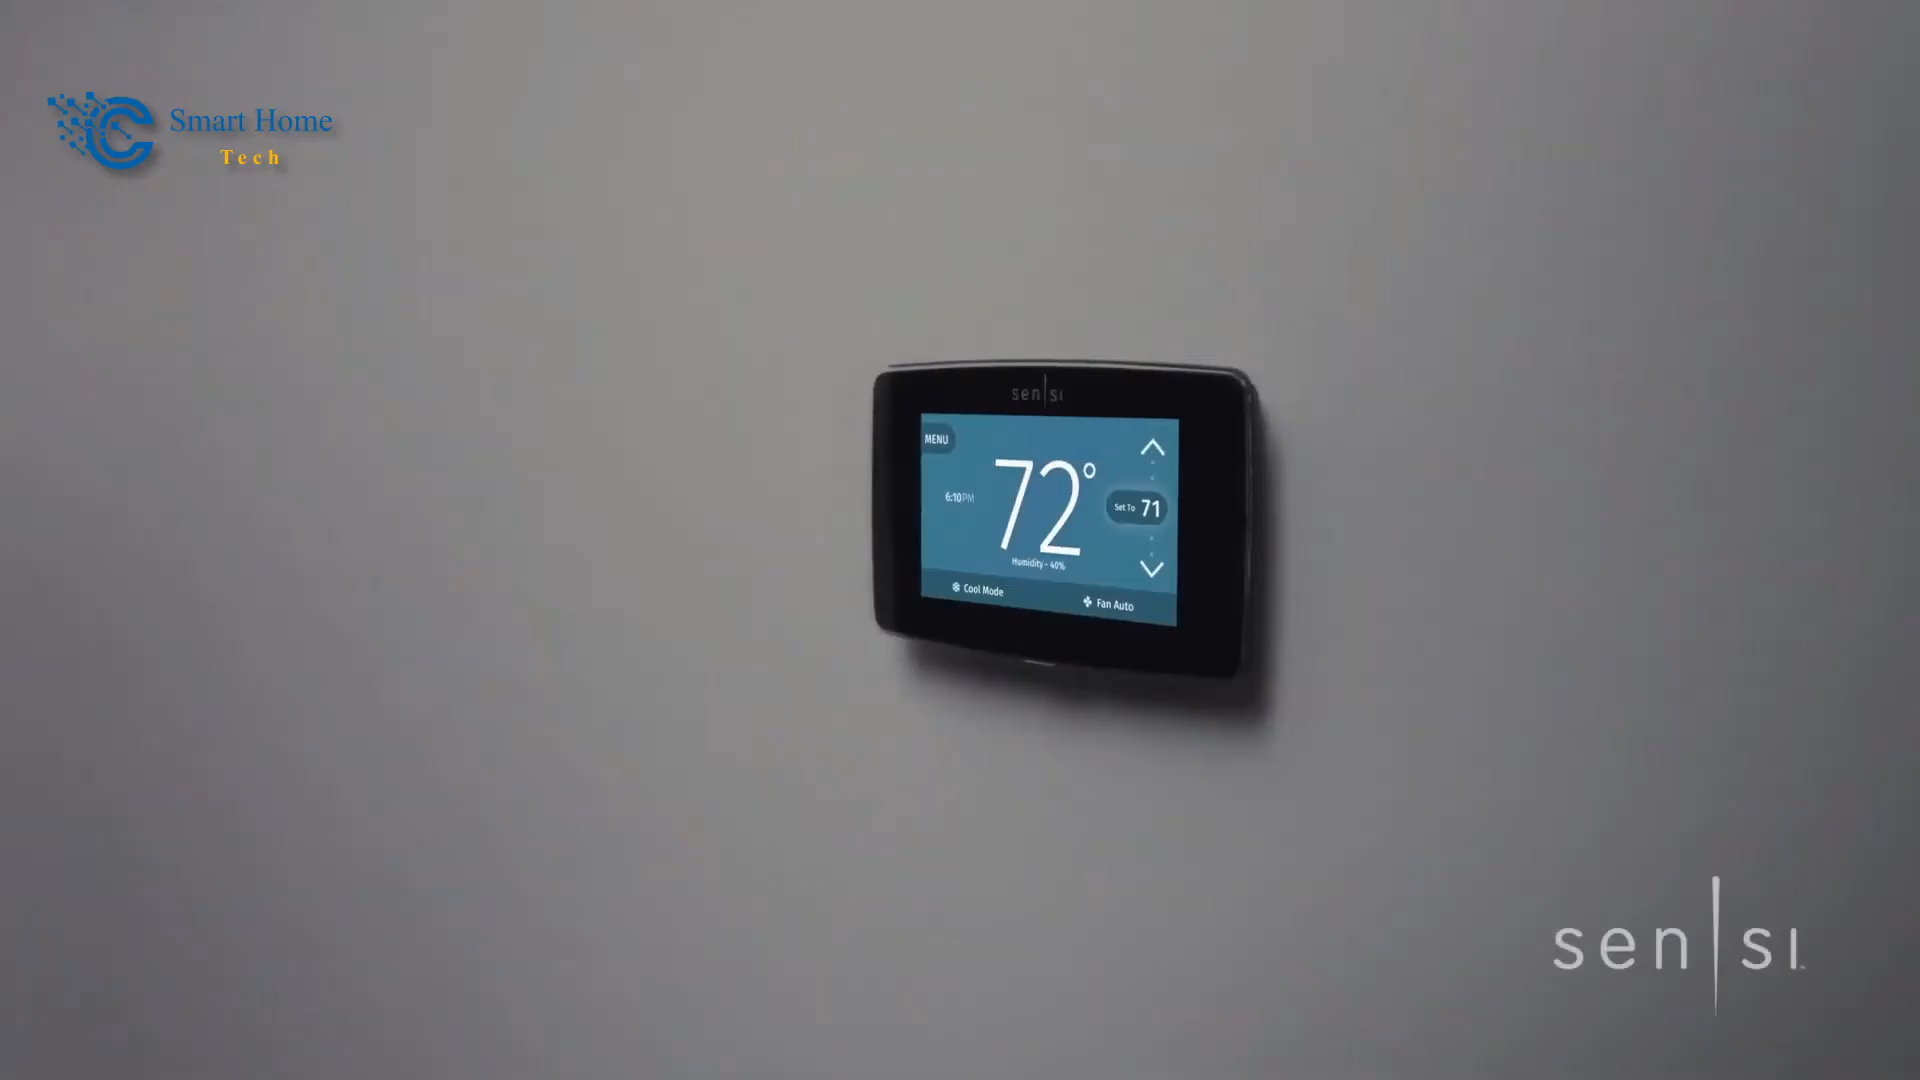 Smart Home
Tech
sen|si
MENU
72°
6:10PM
Set To 71
Humidity - 40%
Cool Mode
Fan Auto
sen|si